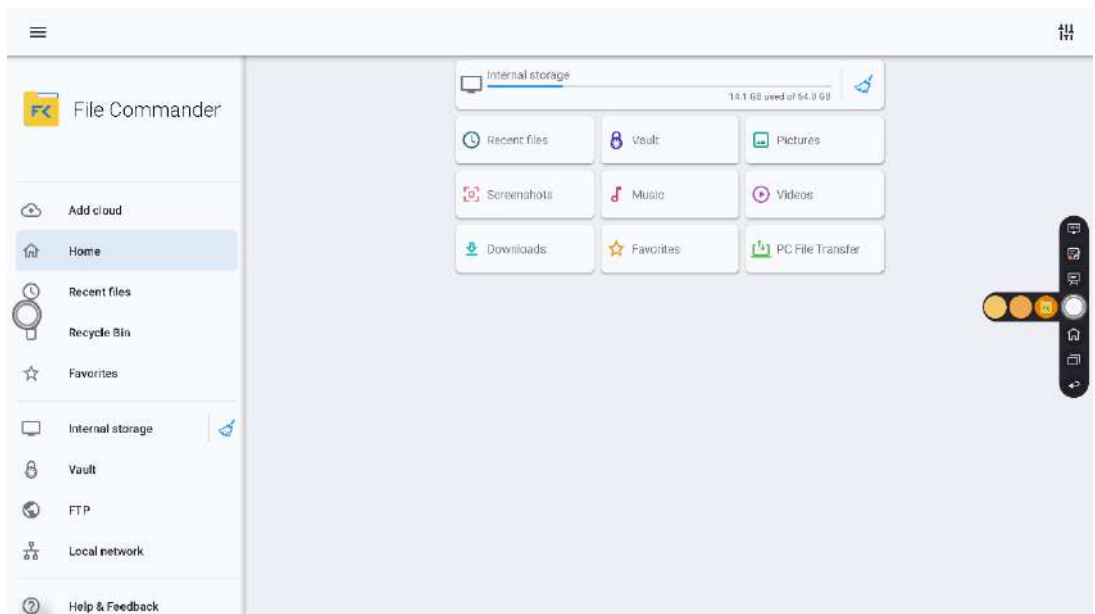 FK File Commander
Add cloud
Home
Recent files
Recycle Bin
Favorites
Internal storage
Vault
FTP
Local network
Help & Feedback
Internal storage
14.1 GB used of 64.0 GB
Recent files
Vault
Pictures
Screenshots
Music
Videos
Downloads
Favorites
PC File Transfer